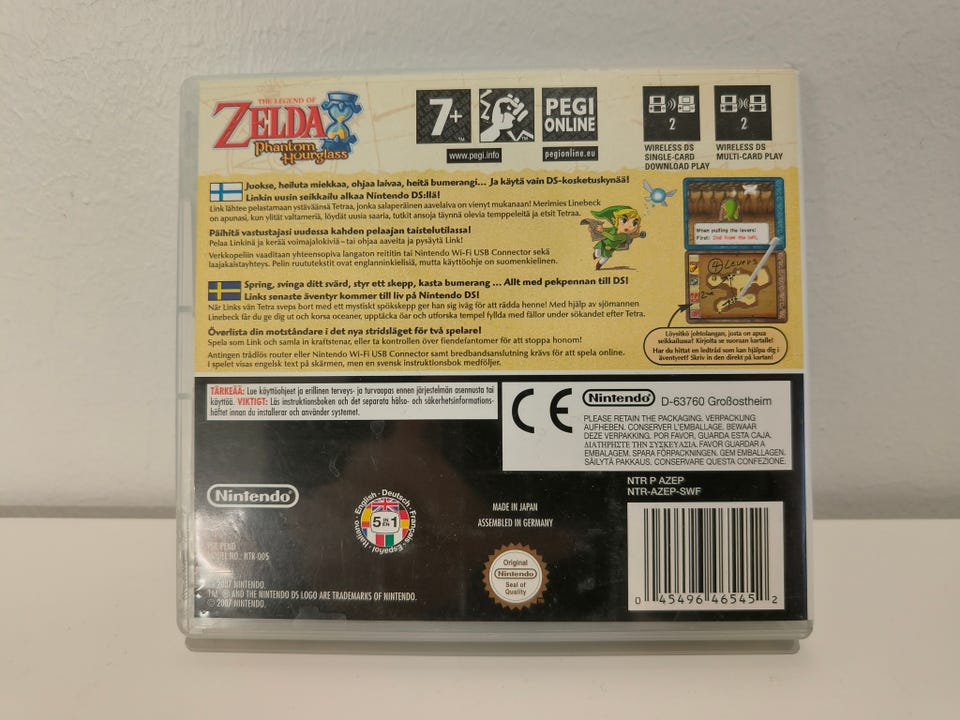 THE LEGEND OF
ZELDA
Phantom
Hourglass
7+
www.pegi.info
PEGI
ONLINE
pegionline.eu
2
WIRELESS DS
SINGLE-CARD
DOWNLOAD PLAY
2
WIRELESS DS
MULTI-CARD PLAY
Juokse, heiluta miekkaa, ohjaa laivaa, heitä bumerangi... Ja käytä vain DS-kosketuskynää!
Linkin uusin seikkailu alkaa Nintendo DS:llä!
Link lähtee pelastamaan ystäväänsä Tetraa, jonka salaperäinen aavelaiva on vienyt mukanaan! Merimies Linebeck
on apunasi, kun ylität valtameriä, löydät uusia saaria, tutkit ansoja täynnä olevia temppeleitä ja etsit Tetraa.
Päihitä vastustajasi uudessa kahden pelaajan taistelutilassa!
Pelaa Linkinä ja kerää voimajalokiviä – tai ohjaa aaveita ja pysäytä Link!
Verkkopeliin vaaditaan yhteensopiva langaton reititin tai Nintendo Wi-Fi USB Connector sekä
laajakaistayhteys. Pelin ruututekstit ovat englanninkielisiä, mutta käyttöohje on suomenkielinen.
Spring, svinga ditt svärd, styr ett skepp, kasta bumerang ... Allt med pekpennan till DS!
Links senaste äventyr kommer till liv på Nintendo DS!
När Links vän Tetra sveps bort med ett mystiskt spökskepp ger han sig iväg för att rädda henne! Med hjälp av sjömannen
Linebeck får du ge dig ut och korsa oceaner, upptäcka öar och utforska tempel fyllda med fällor under sökandet efter Tetra.
Överlista din motståndare i det nya stridsläget för två spelare!
Spela som Link och samla in kraftstenar, eller ta kontrollen över fiendefantomer för att stoppa honom!
Antingen trådlös router eller Nintendo Wi-Fi USB Connector samt bredbandsanslutning krävs för att spela online.
I spelet visas engelsk text på skärmen, men en svensk instruktionsbok medföljer.
When pulling the levers:
First: 2nd from the left,
4 Levers
2nd
Löysitkö johtolangan, josta on apua
seikkailussa? Kirjoita se suoraan kartalle!
Har du hittat en ledtråd som kan hjälpa dig i
äventyret? Skriv in den direkt på kartan!
TÄRKEÄÄ: Lue käyttöohjeet ja erillinen terveys- ja turvaopas ennen järjestelmän asennusta tai
käyttöä. VIKTIGT: Läs instruktionsboken och det separata hälso- och säkerhetsinformations-
häftet innan du installerar och använder systemet.
CE
Nintendo
D-63760 Großostheim
PLEASE RETAIN THE PACKAGING. VERPACKUNG
AUFHEBEN. CONSERVER L'EMBALLAGE. BEWAAR
DEZE VERPAKKING. POR FAVOR, GUARDA ESTA CAJA.
ΔΙΑΤΗΡΗΣΤΕ ΤΗΝ ΣΥΣΚΕΥΑΣΙΑ. FAVOR GUARDAR A
EMBALAGEM. SPARA FÖRPACKNINGEN. GEM EMBALLAGEN.
SÄILYTÄ PAKKAUS. CONSERVARE QUESTA CONFEZIONE.
NTR P AZEP
NTR-AZEP-SWF
Nintendo
English · Deutsch · Français · Español · Italiano
5 IN EN 1
MADE IN JAPAN
ASSEMBLED IN GERMANY
Original
Nintendo
Seal of
Quality
MODEL NO.: NTR-005
2007 NINTENDO.
TM, ® AND THE NINTENDO DS LOGO ARE TRADEMARKS OF NINTENDO.
© 2007 NINTENDO.
0 45496 46545 2